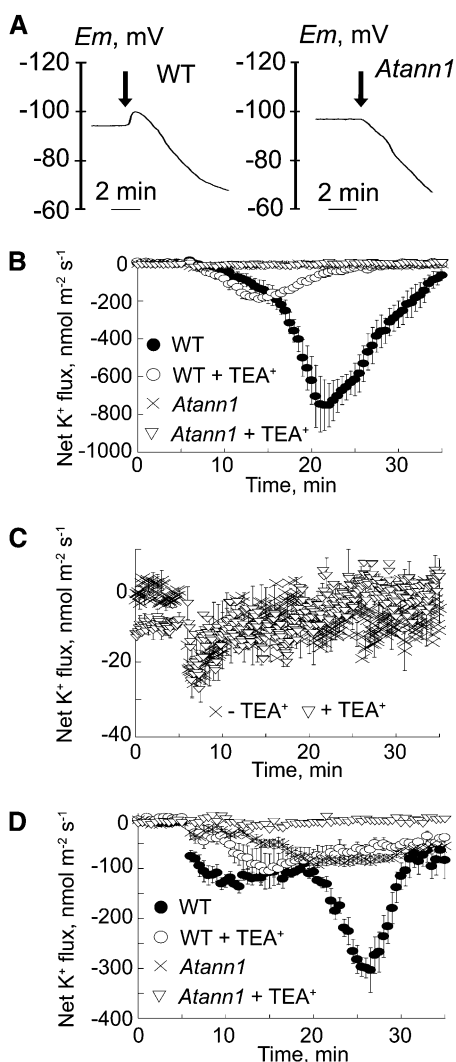 A
Em, mV
Em, mV
-120
-100
-80
-60
WT
2 min
-120
-100
-80
-60
Atann1
2 min
B
Net K⁺ flux, nmol m⁻² s⁻¹
0
-200
-400
-600
-800
-1000
WT
WT + TEA⁺
Atann1
Atann1 + TEA⁺
0 10 20 30
Time, min
C
Net K⁺ flux, nmol m⁻² s⁻¹
0
-20
-40
- TEA⁺ + TEA⁺
0 10 20 30
Time, min
D
Net K⁺ flux, nmol m⁻² s⁻¹
0
-100
-200
-300
-400
WT
WT + TEA⁺
Atann1
Atann1 + TEA⁺
0 10 20 30
Time, min